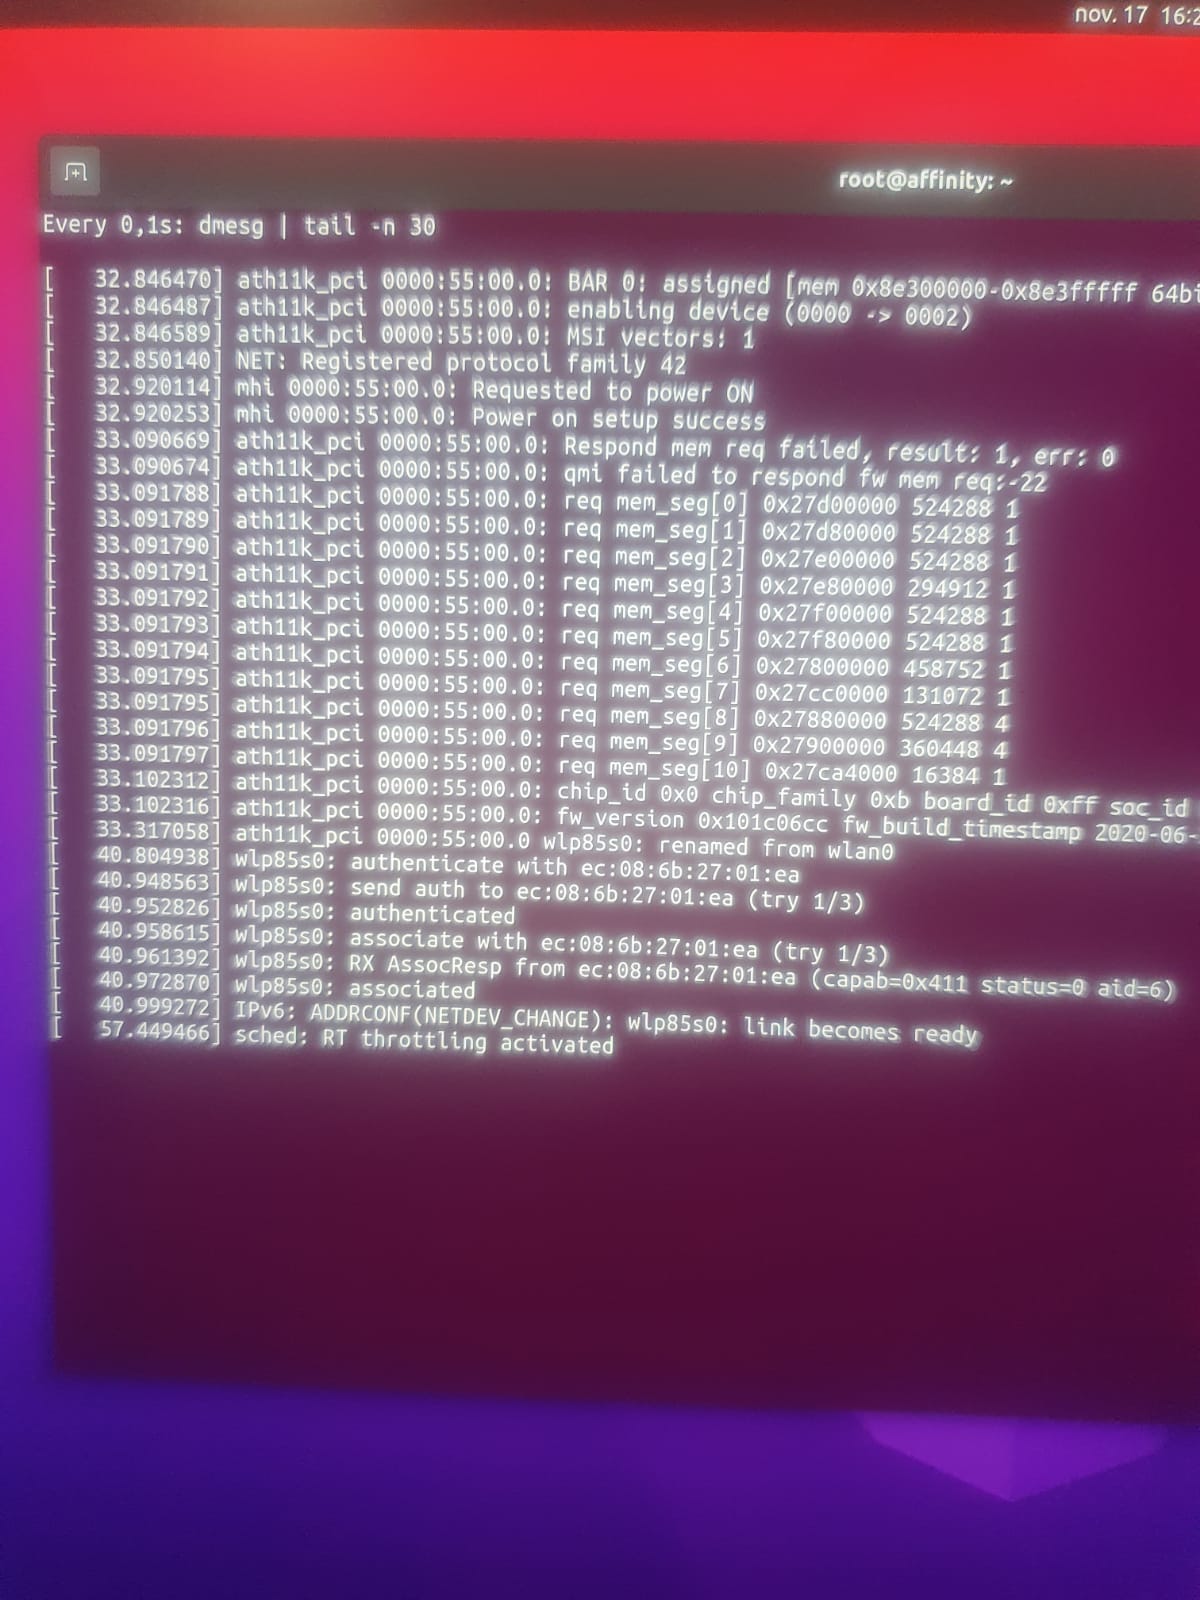 nov. 17 16:2
root@affinity: ~
Every 0,1s: dmesg | tail -n 30
[ 32.846470] ath11k_pci 0000:55:00.0: BAR 0: assigned [mem 0x8e300000-0x8e3fffff 64bi
[ 32.846487] ath11k_pci 0000:55:00.0: enabling device (0000 -> 0002)
[ 32.846589] ath11k_pci 0000:55:00.0: MSI vectors: 1
[ 32.850140] NET: Registered protocol family 42
[ 32.920114] mhi 0000:55:00.0: Requested to power ON
[ 32.920253] mhi 0000:55:00.0: Power on setup success
[ 33.090669] ath11k_pci 0000:55:00.0: Respond mem req failed, result: 1, err: 0
[ 33.090674] ath11k_pci 0000:55:00.0: qmi failed to respond fw mem req:-22
[ 33.091788] ath11k_pci 0000:55:00.0: req mem_seg[0] 0x27d00000 524288 1
[ 33.091789] ath11k_pci 0000:55:00.0: req mem_seg[1] 0x27d80000 524288 1
[ 33.091790] ath11k_pci 0000:55:00.0: req mem_seg[2] 0x27e00000 524288 1
[ 33.091791] ath11k_pci 0000:55:00.0: req mem_seg[3] 0x27e80000 294912 1
[ 33.091792] ath11k_pci 0000:55:00.0: req mem_seg[4] 0x27f00000 524288 1
[ 33.091793] ath11k_pci 0000:55:00.0: req mem_seg[5] 0x27f80000 524288 1
[ 33.091794] ath11k_pci 0000:55:00.0: req mem_seg[6] 0x27800000 458752 1
[ 33.091795] ath11k_pci 0000:55:00.0: req mem_seg[7] 0x27cc0000 131072 1
[ 33.091795] ath11k_pci 0000:55:00.0: req mem_seg[8] 0x27880000 524288 4
[ 33.091796] ath11k_pci 0000:55:00.0: req mem_seg[9] 0x27900000 360448 4
[ 33.091797] ath11k_pci 0000:55:00.0: req mem_seg[10] 0x27ca4000 16384 1
[ 33.102312] ath11k_pci 0000:55:00.0: chip_id 0x0 chip_family 0xb board_id 0xff soc_id
[ 33.102316] ath11k_pci 0000:55:00.0: fw_version 0x101c06cc fw_build_timestamp 2020-06-
[ 33.317058] ath11k_pci 0000:55:00.0 wlp85s0: renamed from wlan0
[ 40.804938] wlp85s0: authenticate with ec:08:6b:27:01:ea
[ 40.948563] wlp85s0: send auth to ec:08:6b:27:01:ea (try 1/3)
[ 40.952826] wlp85s0: authenticated
[ 40.958615] wlp85s0: associate with ec:08:6b:27:01:ea (try 1/3)
[ 40.961392] wlp85s0: RX AssocResp from ec:08:6b:27:01:ea (capab=0x411 status=0 aid=6)
[ 40.972870] wlp85s0: associated
[ 40.999272] IPv6: ADDRCONF(NETDEV_CHANGE): wlp85s0: link becomes ready
[ 57.449466] sched: RT throttling activated